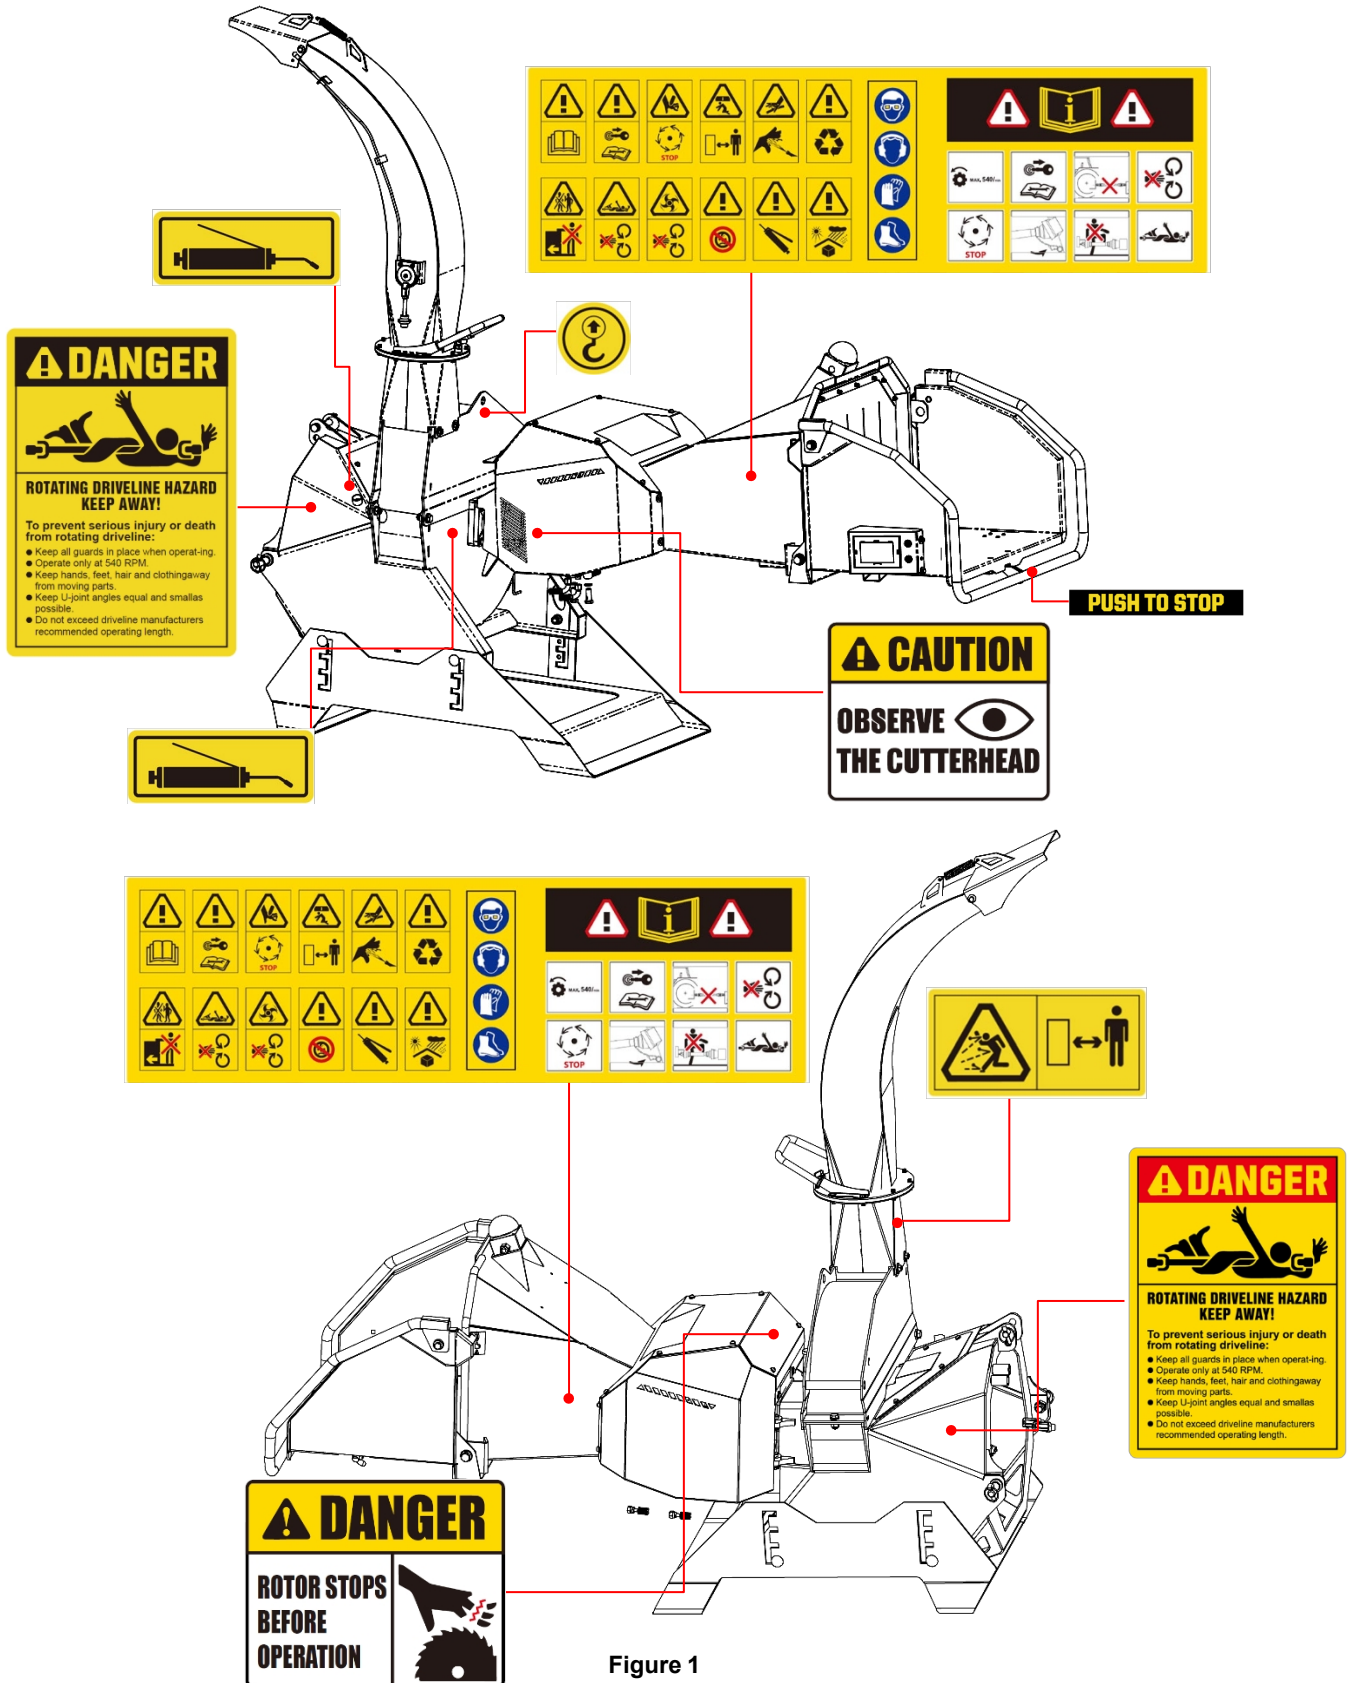 STOP
MAX. 540/min
STOP
DANGER
ROTATING DRIVELINE HAZARD
KEEP AWAY!
To prevent serious injury or death
from rotating driveline:
● Keep all guards in place when operat-ing.
● Operate only at 540 RPM.
● Keep hands, feet, hair and clothingaway
from moving parts.
● Keep U-joint angles equal and smallas
possible.
● Do not exceed driveline manufacturers
recommended operating length.
PUSH TO STOP
CAUTION
OBSERVE
THE CUTTERHEAD
STOP
MAX. 540/min
STOP
DANGER
ROTATING DRIVELINE HAZARD
KEEP AWAY!
To prevent serious injury or death
from rotating driveline:
● Keep all guards in place when operat-ing.
● Operate only at 540 RPM.
● Keep hands, feet, hair and clothingaway
from moving parts.
● Keep U-joint angles equal and smallas
possible.
● Do not exceed driveline manufacturers
recommended operating length.
DANGER
ROTOR STOPS
BEFORE
OPERATION
Figure 1